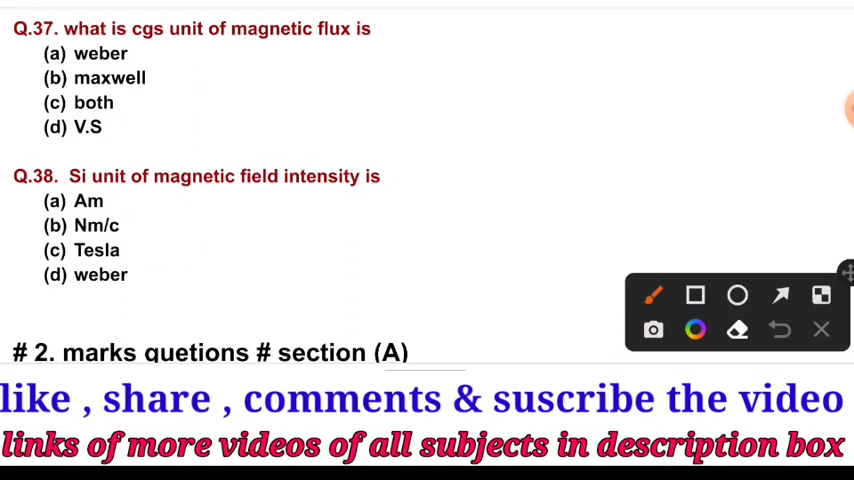 Q.37. what is cgs unit of magnetic flux is
(a) weber
(b) maxwell
(c) both
(d) V.S
Q.38. Si unit of magnetic field intensity is
(a) Am
(b) Nm/c
(c) Tesla
(d) weber
# 2. marks quetions # section (A)
like , share , comments & suscribe the video
links of more videos of all subjects in description box